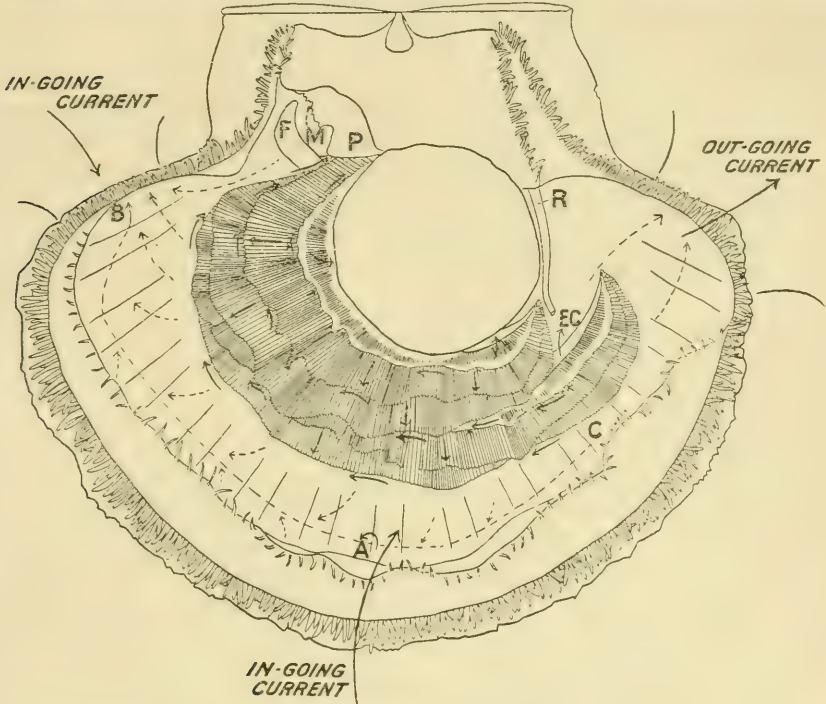 IN-GOING
CURRENT
F
M
P
OUT-GOING
CURRENT
B
R
EC
C
A
IN-GOING
CURRENT